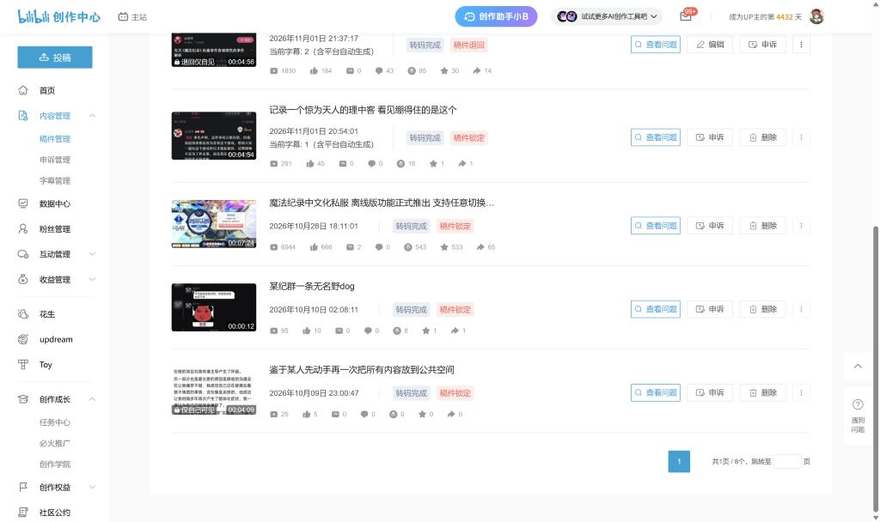 bilibili 创作中心
主站
创作助手小B
试试更多AI创作工具吧
99+
成为UP主的第 4432 天
投稿
首页
内容管理
稿件管理
申诉管理
字幕管理
数据中心
粉丝管理
互动管理
收益管理
花生
updream
Toy
创作成长
任务中心
必火推广
创作学院
创作权益
社区公约
退回仅自见
00:04:56
2026年11月01日 21:37:17
当前字幕: 2（含平台自动生成）
转码完成
稿件退回
查看问题
编辑
申诉
1830
184
0
43
95
30
14
记录一个惊为天人的理中客 看见绷得住的是这个
00:04:54
2026年11月01日 20:54:01
当前字幕: 1（含平台自动生成）
转码完成
稿件锁定
查看问题
申诉
删除
291
45
0
0
18
1
1
魔法纪录中文化私服 离线版功能正式推出 支持任意切换...
00:07:24
2026年10月28日 18:11:01
转码完成
稿件锁定
查看问题
申诉
删除
6944
668
2
0
543
533
65
某纪群一条无名野dog
00:00:12
2026年10月10日 02:08:11
转码完成
稿件锁定
查看问题
申诉
删除
95
10
0
0
8
1
1
鉴于某人先动手再一次把所有内容放到公共空间
仅自己可见
00:04:09
2026年10月09日 23:00:47
转码完成
稿件锁定
查看问题
申诉
删除
25
5
0
0
0
0
0
1
共1页 / 8个，跳转至
页
遇到
问题